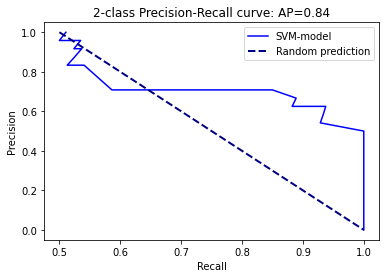 2-class Precision-Recall curve: AP=0.84
SVM-model
Random prediction
1.0
0.8
0.6
0.4
0.2
0.0
Precision
0.5
0.6
0.7
0.8
0.9
1.0
Recall